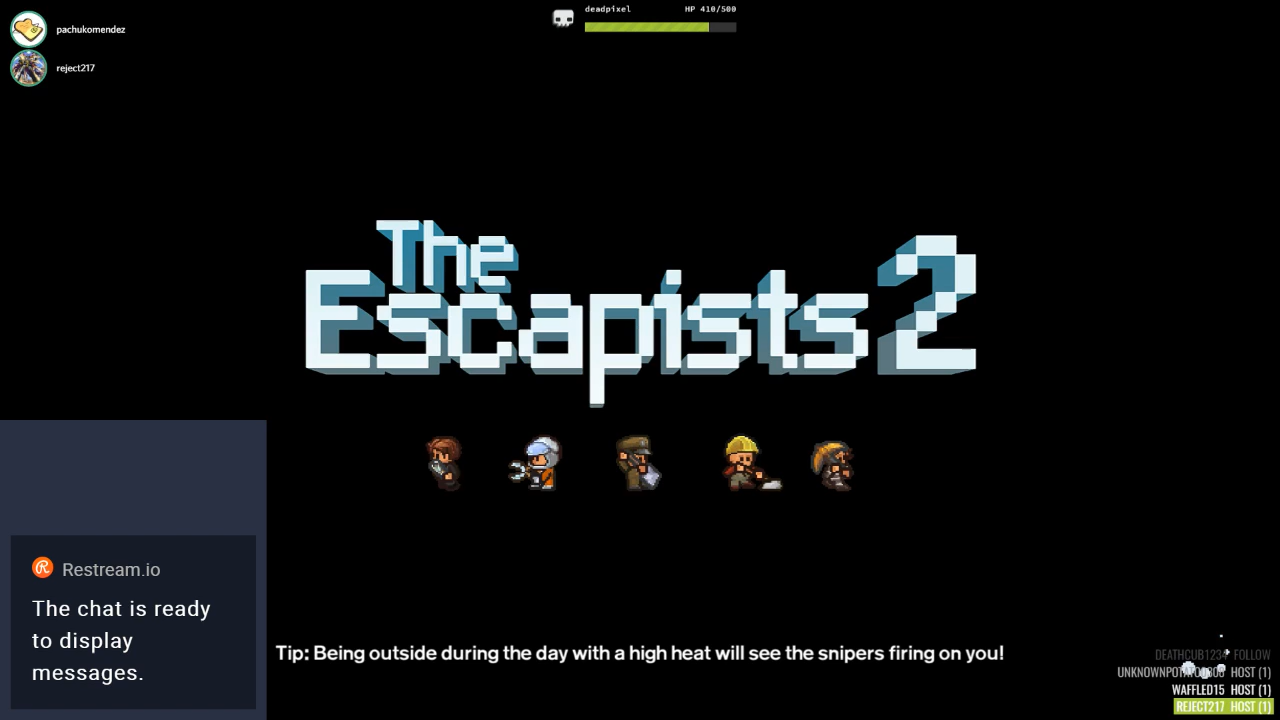 deadpixel HP 410/500
pachukomendez
reject217
The
Escapists 2
Restream.io
The chat is ready
to display
messages.
Tip: Being outside during the day with a high heat will see the snipers firing on you!
DEATHCUB1234 FOLLOW
HOST (1)
WAFFLED15 HOST (1)
REJECT217 HOST (1)